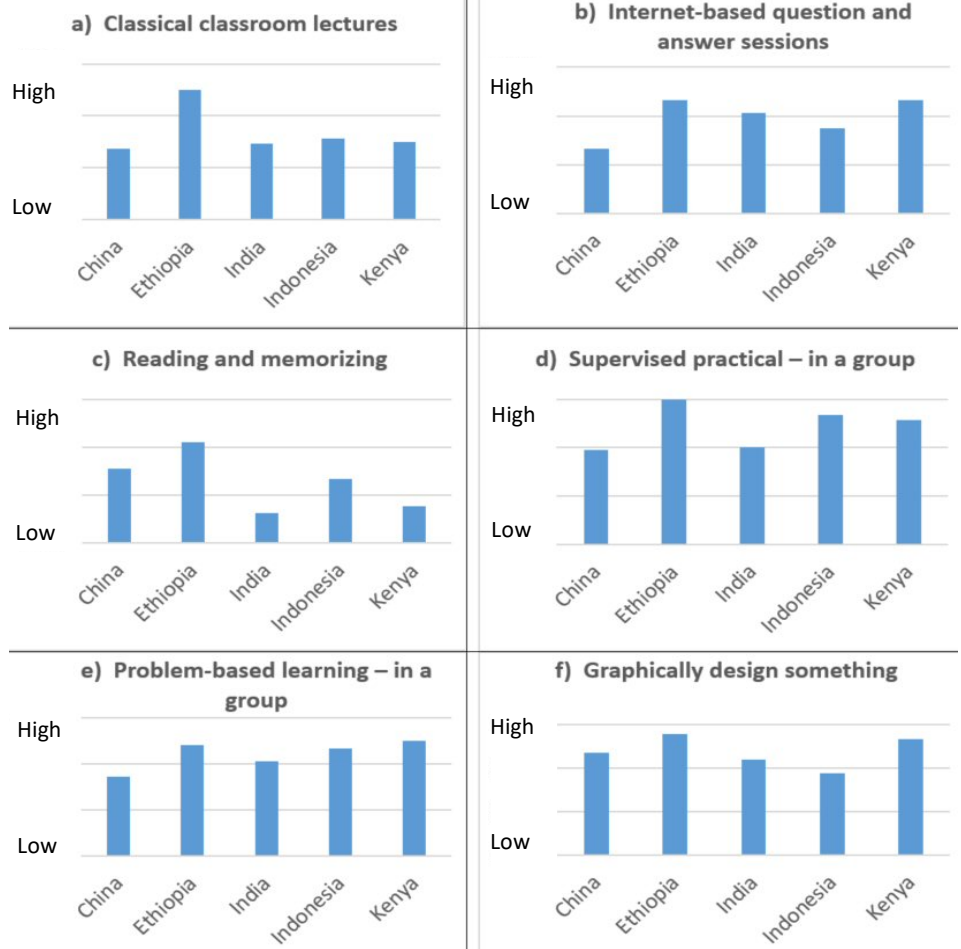 a) Classical classroom lectures
High
Low
China
Ethiopia
India
Indonesia
Kenya
b) Internet-based question and
answer sessions
High
Low
China
Ethiopia
India
Indonesia
Kenya
c) Reading and memorizing
High
Low
China
Ethiopia
India
Indonesia
Kenya
d) Supervised practical – in a group
High
Low
China
Ethiopia
India
Indonesia
Kenya
e) Problem-based learning – in a
group
High
Low
China
Ethiopia
India
Indonesia
Kenya
f) Graphically design something
High
Low
China
Ethiopia
India
Indonesia
Kenya